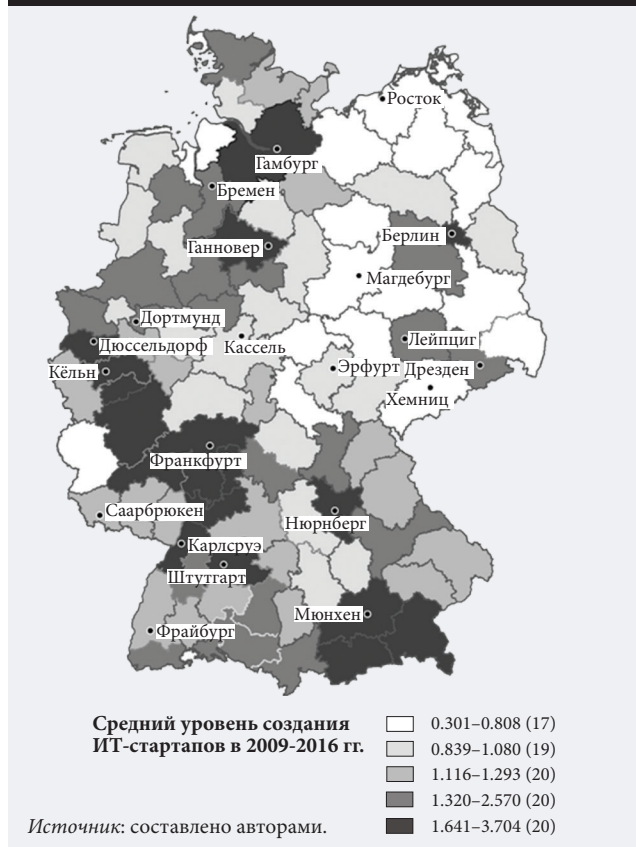 Росток
Гамбург
Бремен
Ганновер
Берлин
Магдебург
Дортмунд
Дюссельдорф
Кассель
Лейпциг
Кёльн
Эрфурт
Дрезден
Хемниц
Франкфурт
Саарбрюкен
Нюрнберг
Карлсруэ
Штутгарт
Мюнхен
Фрайбург
Средний уровень создания
ИТ-стартапов в 2009-2016 гг.
0.301–0.808 (17)
0.839–1.080 (19)
1.116–1.293 (20)
1.320–2.570 (20)
1.641–3.704 (20)
Источник: составлено авторами.